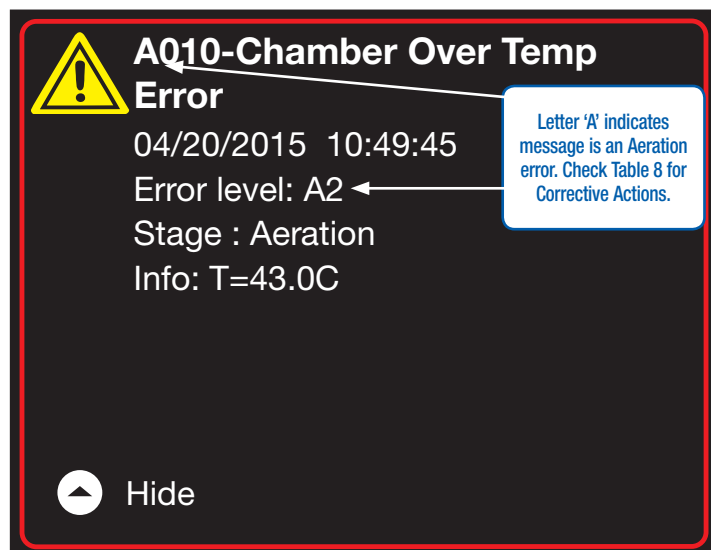 A010-Chamber Over Temp
Error
04/20/2015 10:49:45
Error level: A2
Stage : Aeration
Info: T=43.0C
Letter ‘A’ indicates
message is an Aeration
error. Check Table 8 for
Corrective Actions.
Hide